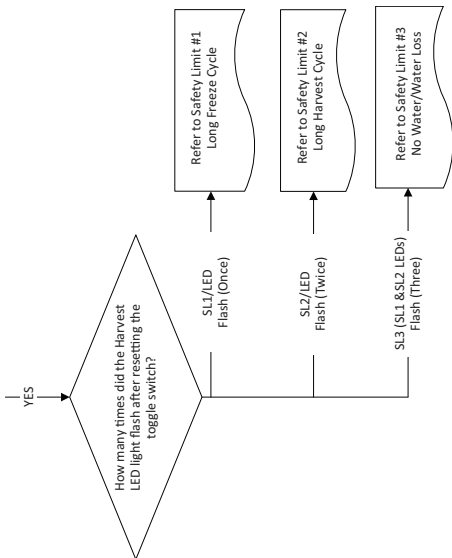 YES
How many times did the Harvest
LED light flash after resetting the
toggle switch?
SL1/LED
Flash (Once)
Refer to Safety Limit #1
Long Freeze Cycle
SL2/LED
Flash (Twice)
Refer to Safety Limit #2
Long Harvest Cycle
SL3 (SL1 &SL2 LEDs)
Flash (Three)
Refer to Safety Limit #3
No Water/Water Loss